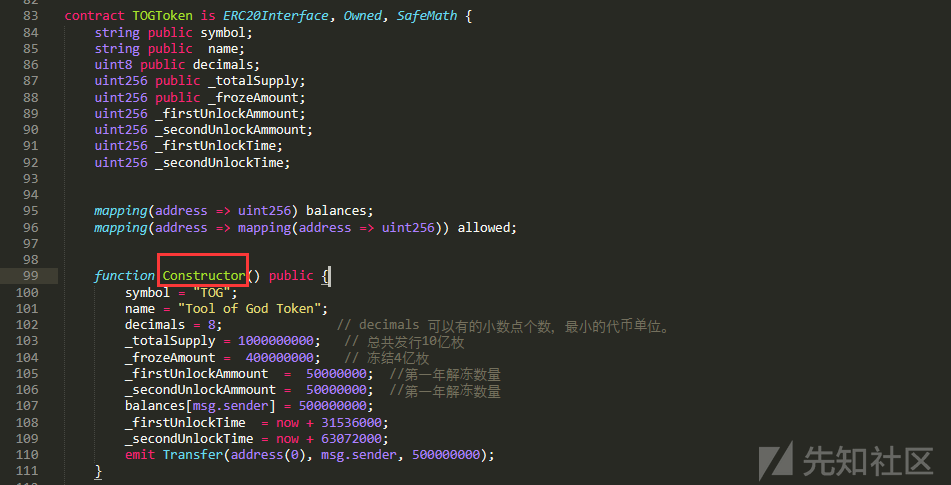 83 contract TOGToken is ERC20Interface, Owned, SafeMath {
84 string public symbol;
85 string public  name;
86 uint8 public decimals;
87 uint256 public _totalSupply;
88 uint256 public _frozeAmount;
89 uint256 _firstUnlockAmmount;
90 uint256 _secondUnlockAmmount;
91 uint256 _firstUnlockTime;
92 uint256 _secondUnlockTime;
93
94
95 mapping(address => uint256) balances;
96 mapping(address => mapping(address => uint256)) allowed;
97
98
99 function Constructor() public {
100 symbol = "TOG";
101 name = "Tool of God Token";
102 decimals = 8; // decimals 可以有的小数点个数，最小的代币单位。
103 _totalSupply = 1000000000; // 总共发行10亿枚
104 _frozeAmount =  400000000; // 冻结4亿枚
105 _firstUnlockAmmount  =  50000000; //第一年解冻数量
106 _secondUnlockAmmount =  50000000; //第一年解冻数量
107 balances[msg.sender] = 500000000;
108 _firstUnlockTime  = now + 31536000;
109 _secondUnlockTime = now + 63072000;
110 emit Transfer(address(0), msg.sender, 500000000);
111 }
先知社区